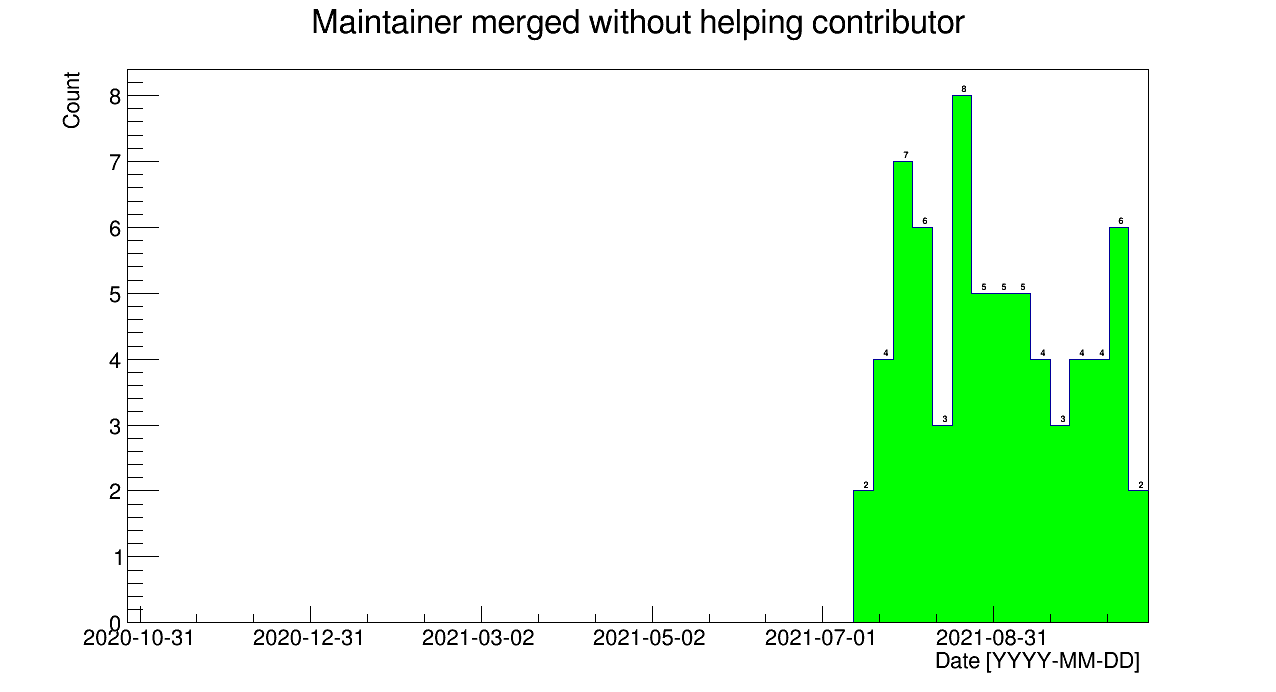 Maintainer merged without helping contributor
Count
8
7
6
5
4
3
2
1
0
2 4 7 6 3 8 5 5 5 4 3 4 4 6 2
2020-10-31 2020-12-31 2021-03-02 2021-05-02 2021-07-01 2021-08-31
Date [YYYY-MM-DD]